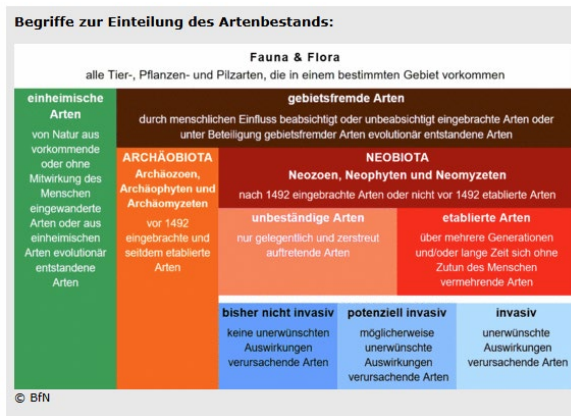 Begriffe zur Einteilung des Artenbestands:
Fauna & Flora
alle Tier-, Pflanzen- und Pilzarten, die in einem bestimmten Gebiet vorkommen
einheimische
Arten
von Natur aus
vorkommende
oder ohne
Mitwirkung des
Menschen
eingewanderte
Arten oder aus
einheimischen
Arten evolutionär
entstandene
Arten
gebietsfremde Arten
durch menschlichen Einfluss beabsichtigt oder unbeabsichtigt eingebrachte Arten oder
unter Beteiligung gebietsfremder Arten evolutionär entstandene Arten
ARCHÄOBIOTA
Archäozoen,
Archäophyten und
Archäomyzeten
vor 1492
eingebrachte und
seitdem etablierte
Arten
NEOBIOTA
Neozoen, Neophyten und Neomyzeten
nach 1492 eingebrachte Arten oder nicht vor 1492 etablierte Arten
unbeständige Arten
nur gelegentlich und zerstreut
auftretende Arten
etablierte Arten
über mehrere Generationen
und/oder lange Zeit sich ohne
Zutun des Menschen
vermehrende Arten
bisher nicht invasiv
keine unerwünschten
Auswirkungen
verursachende Arten
potenziell invasiv
möglicherweise
unerwünschte
Auswirkungen
verursachende Arten
invasiv
unerwünschte
Auswirkungen
verursachende Arten
© BfN